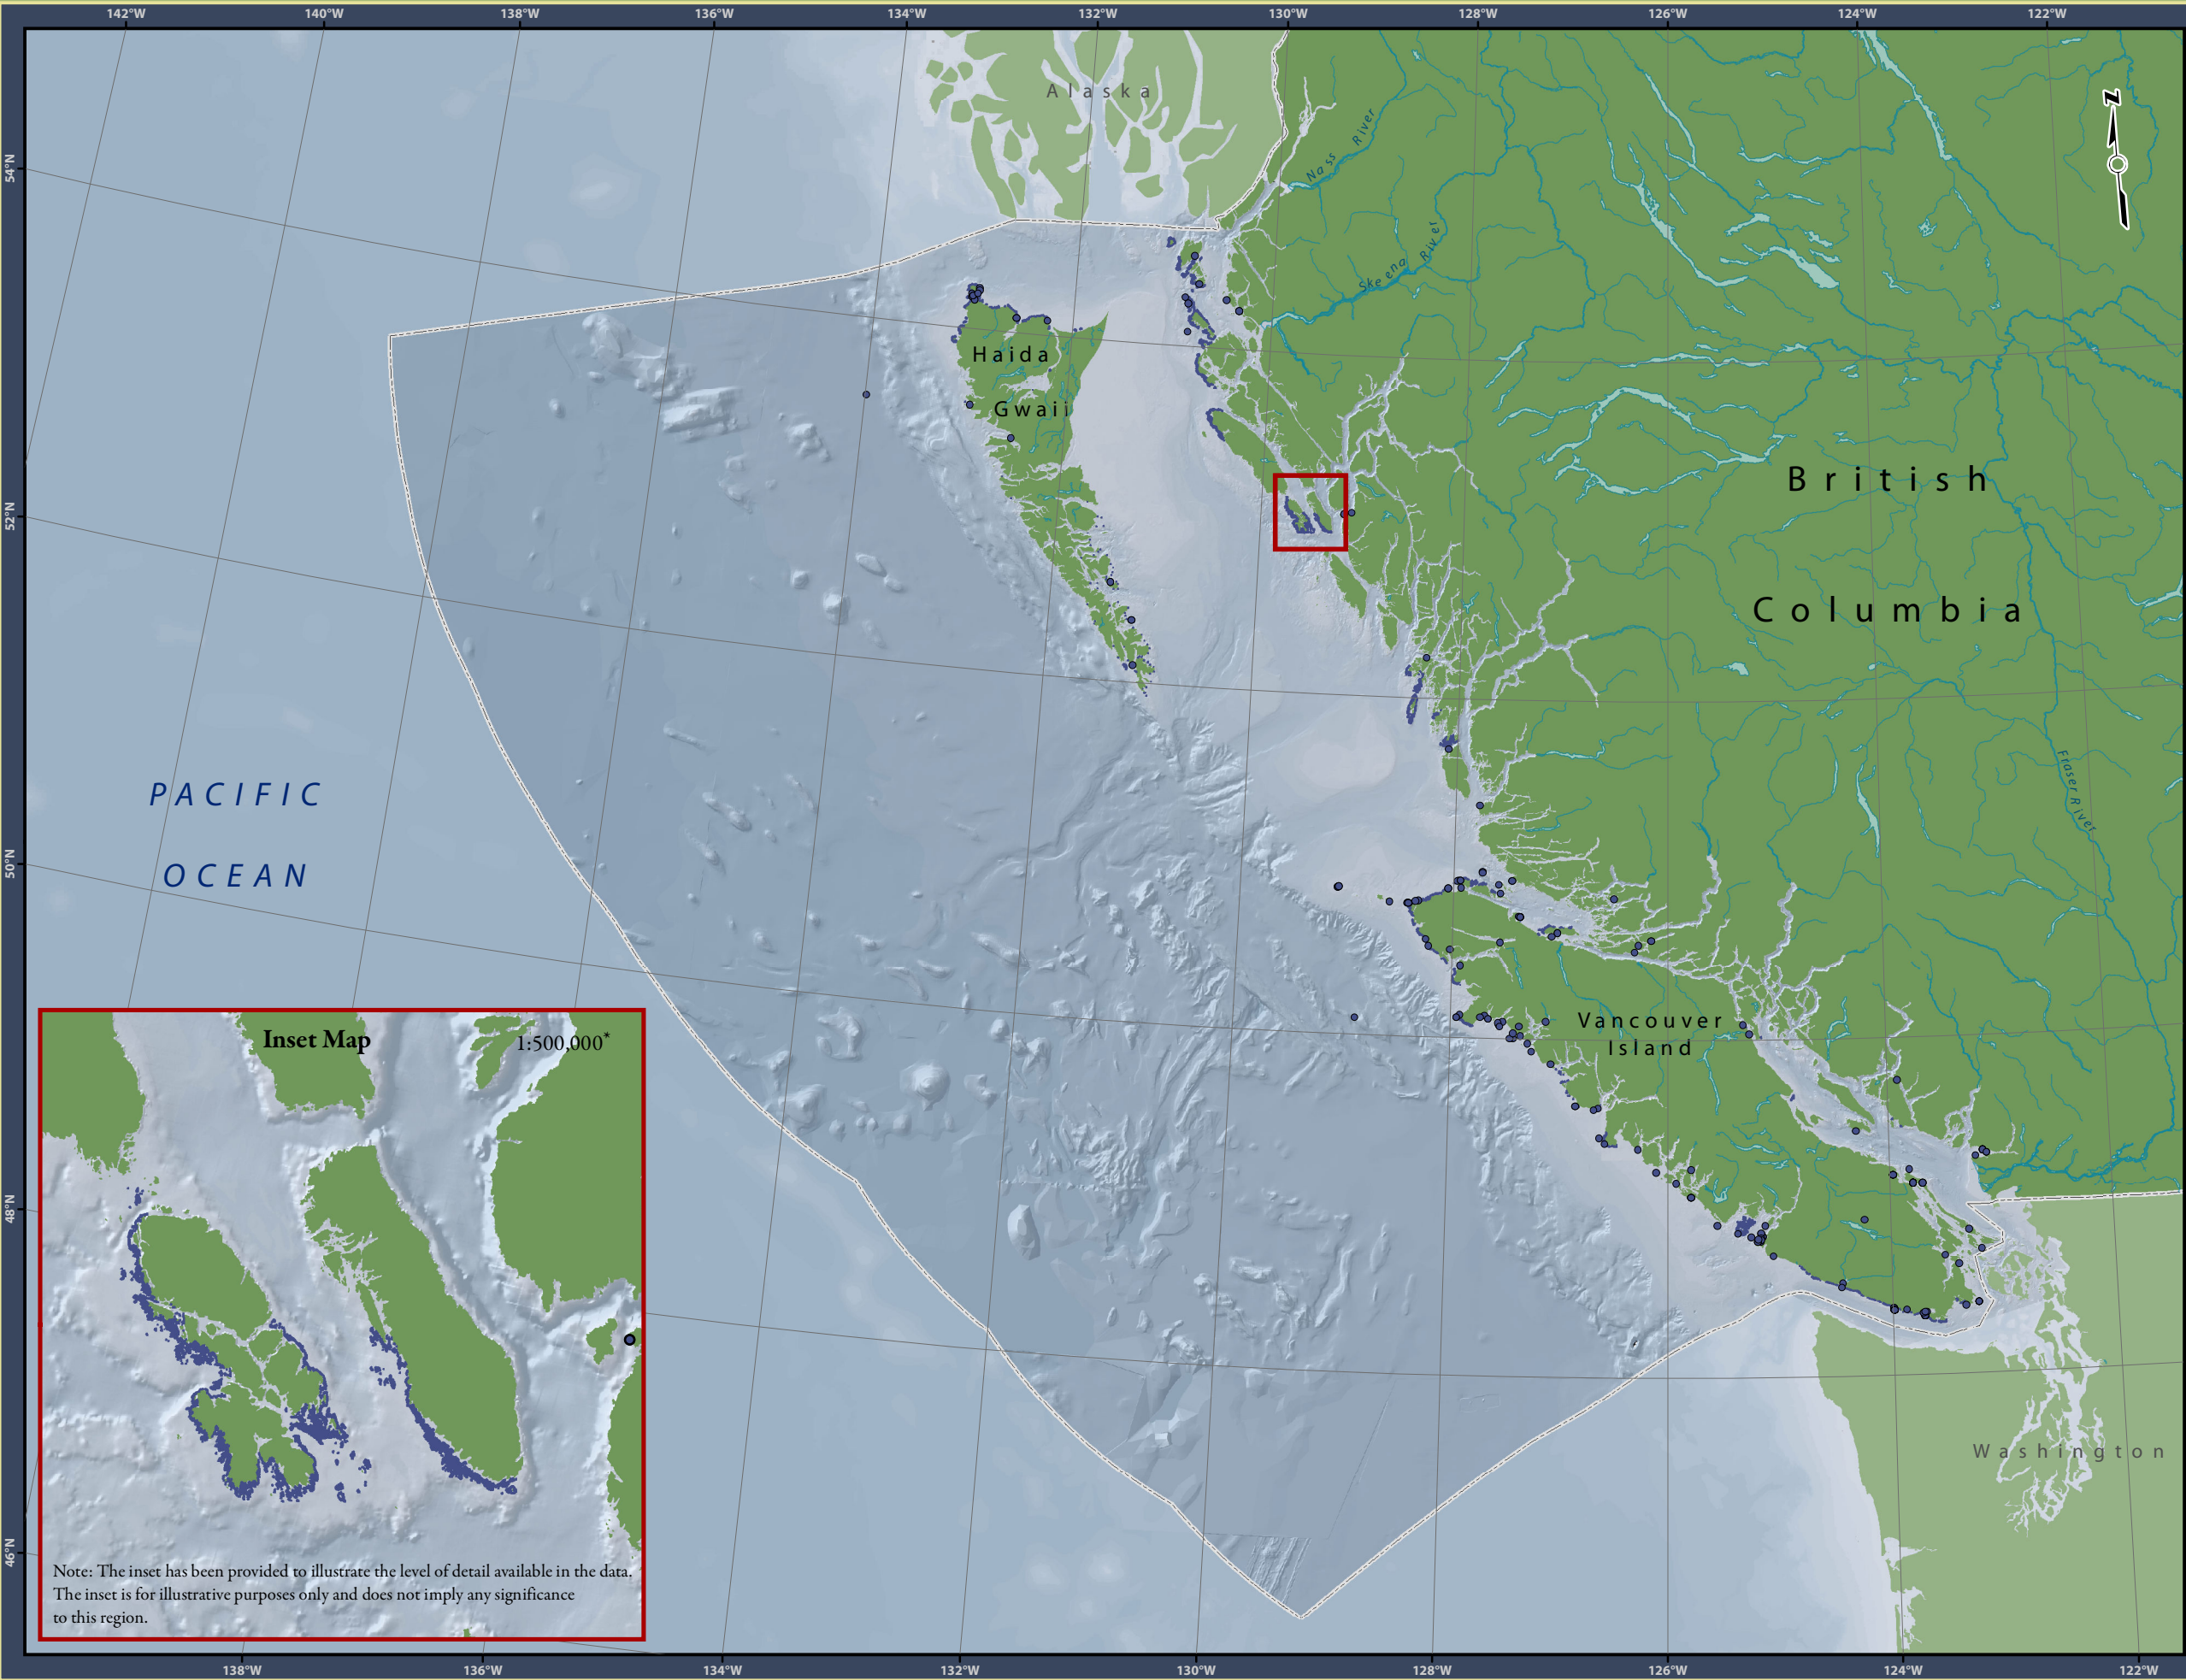 142°W 140°W 138°W 136°W 134°W 132°W 130°W 128°W 126°W 124°W 122°W
Alaska
N
Nass River
54°N
Skeena River
Haida
Gwaii
British
52°N
Columbia
Fraser River
PACIFIC
OCEAN
50°N
Vancouver
Island
Inset Map
1:500,000*
48°N
Washington
46°N
Note: The inset has been provided to illustrate the level of detail available in the data.
The inset is for illustrative purposes only and does not imply any significance
to this region.
138°W 136°W 134°W 132°W 130°W 128°W 126°W 124°W 122°W